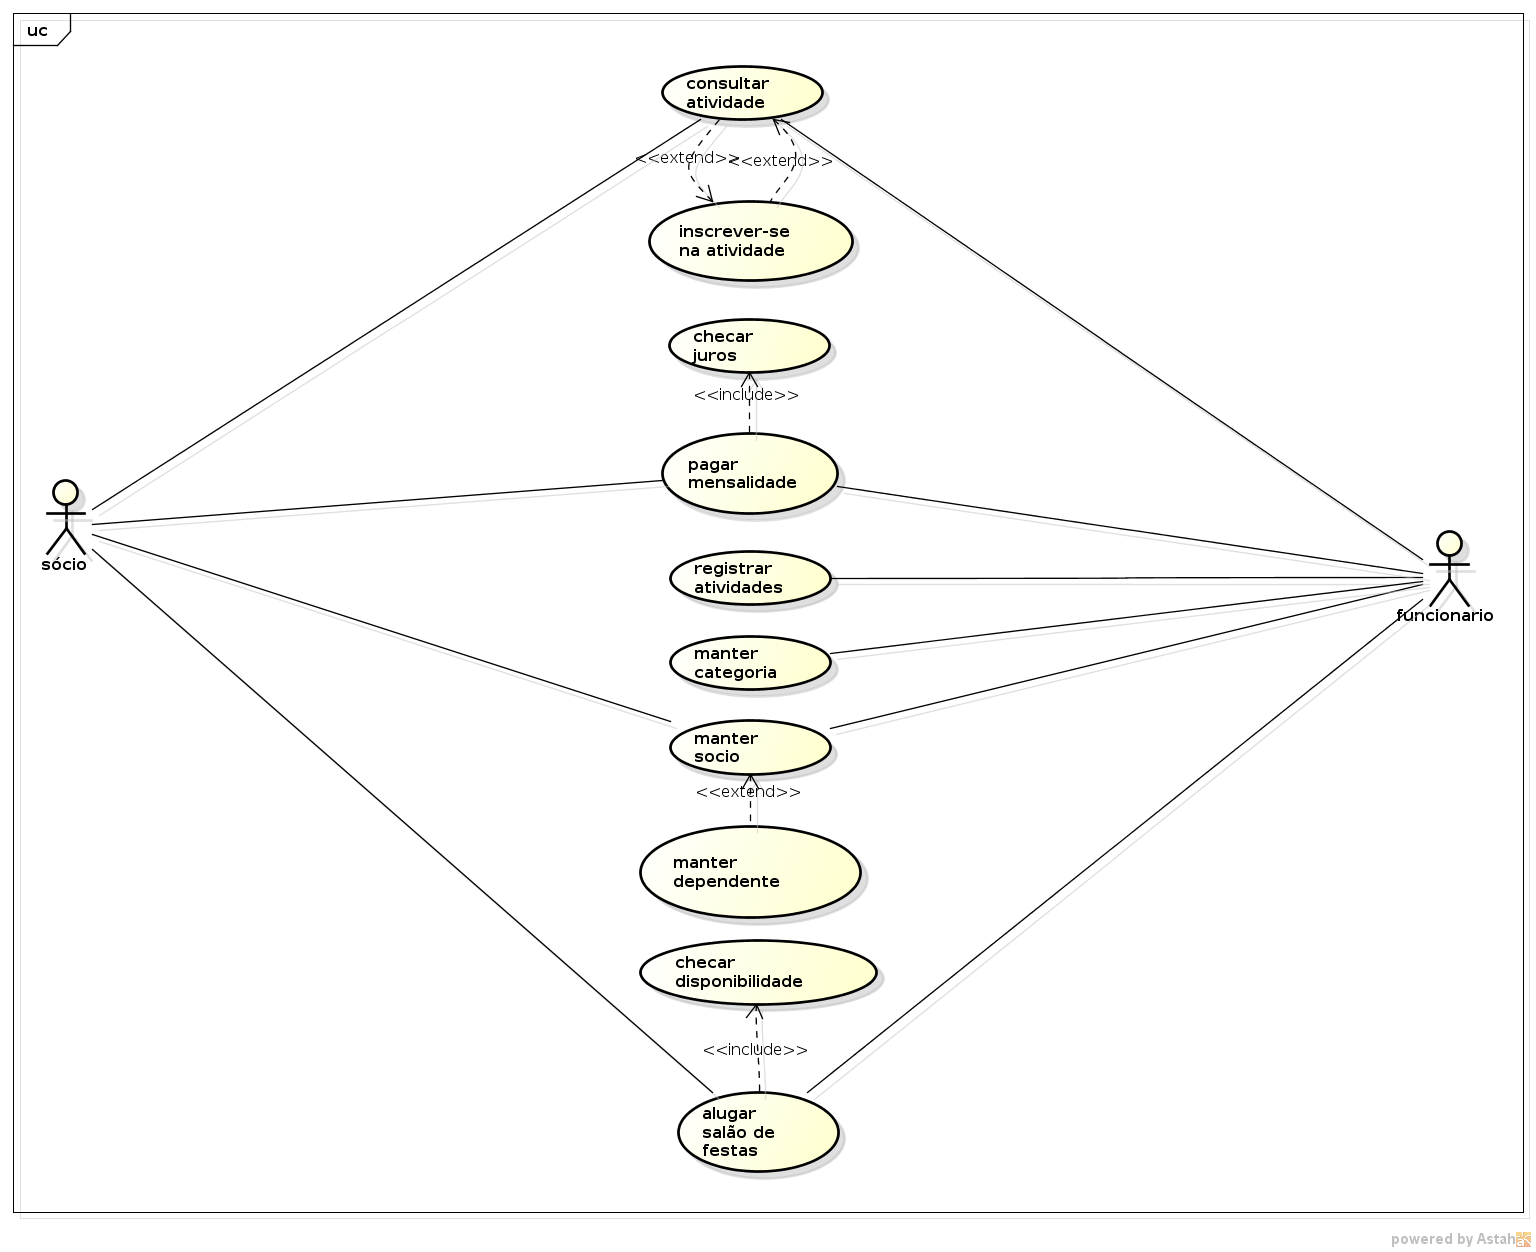 uc
consultar
atividade
<<extend>>
<<extend>>
inscrever-se
na atividade
checar
juros
<<include>>
pagar
mensalidade
sócio
registrar
atividades
funcionario
manter
categoria
manter
socio
<<extend>>
manter
dependente
checar
disponibilidade
<<include>>
alugar
salão de
festas
powered by Astah